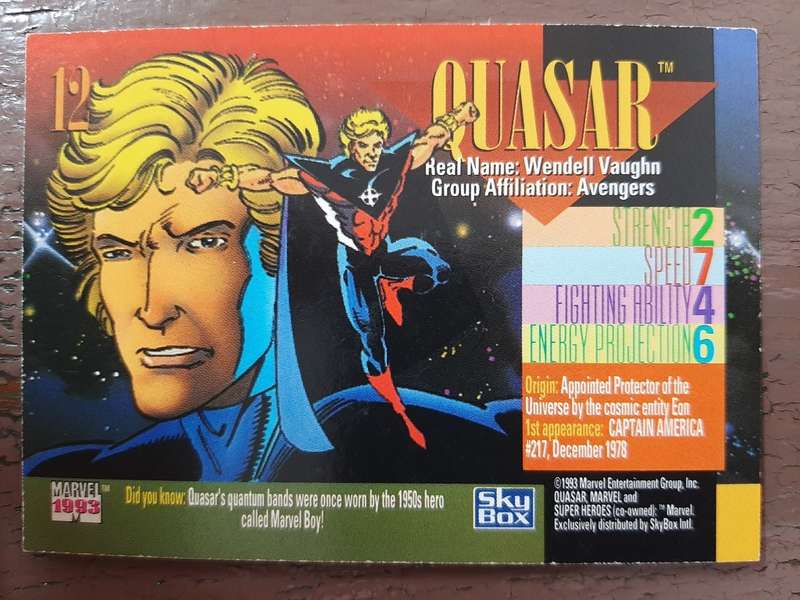 12
QUASAR™
Real Name: Wendell Vaughn
Group Affiliation: Avengers
STRENGTH 2
SPEED 7
FIGHTING ABILITY 4
ENERGY PROJECTION 6
Origin: Appointed Protector of the
Universe by the cosmic entity Eon
1st appearance: CAPTAIN AMERICA
#217, December 1978
MARVEL™
1993
Did you know: Quasar's quantum bands were once worn by the 1950s hero
called Marvel Boy!
SkyBox
©1993 Marvel Entertainment Group, Inc.
QUASAR, MARVEL and
SUPER HEROES (co-owned): ™ Marvel.
Exclusively distributed by SkyBox Intl.